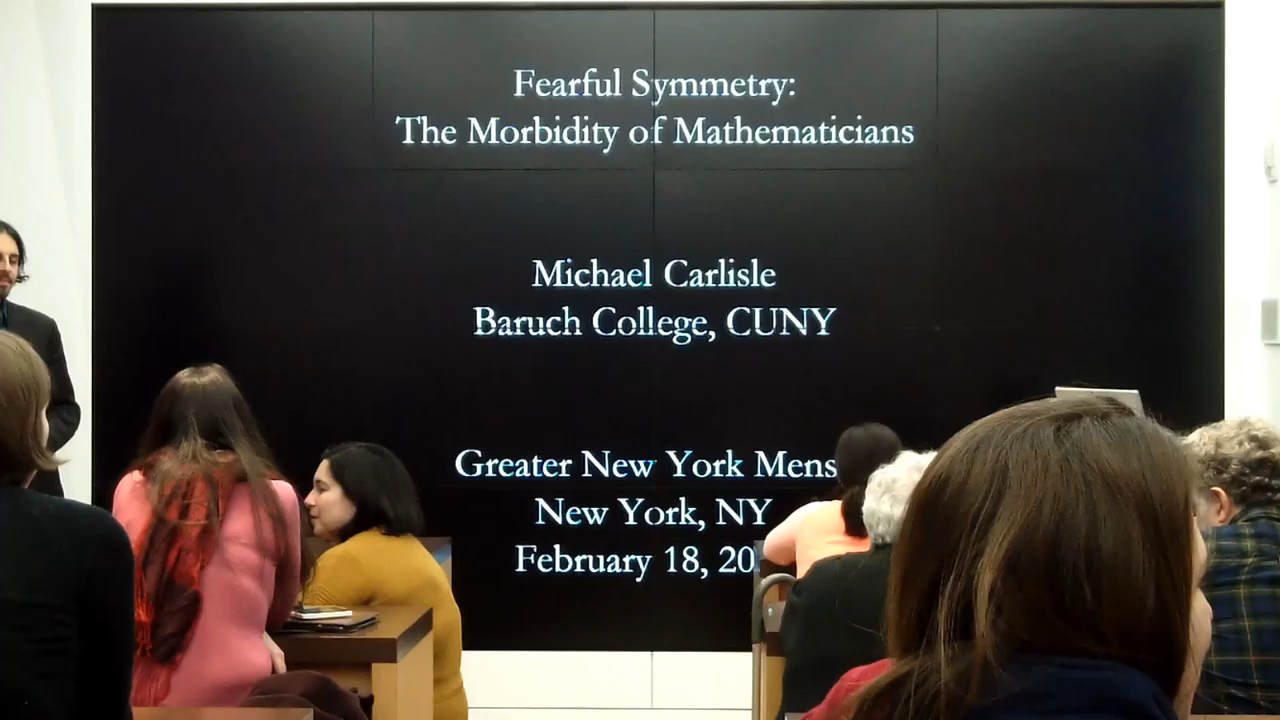 Fearful Symmetry:
The Morbidity of Mathematicians
Michael Carlisle
Baruch College, CUNY
Greater New York Mens
New York, NY
February 18, 20